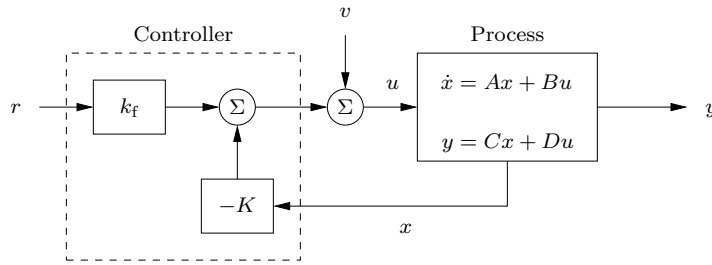 v
Controller
Process
r
k_f
Σ
Σ
u
ẋ = Ax + Bu
y = Cx + Du
y
−K
x